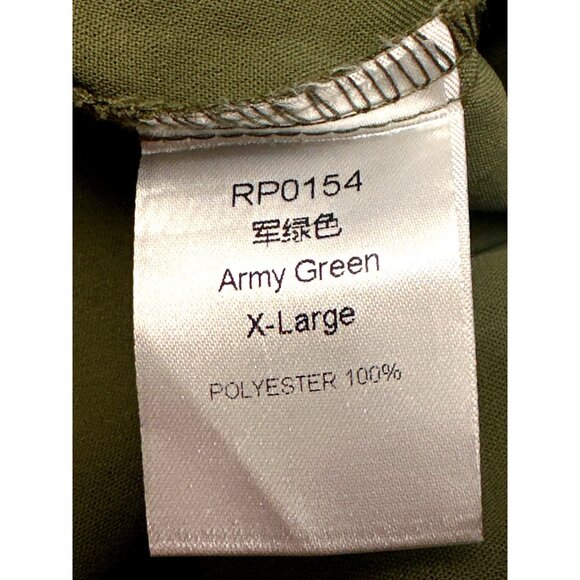 RP0154
军绿色
Army Green
X-Large
POLYESTER 100%